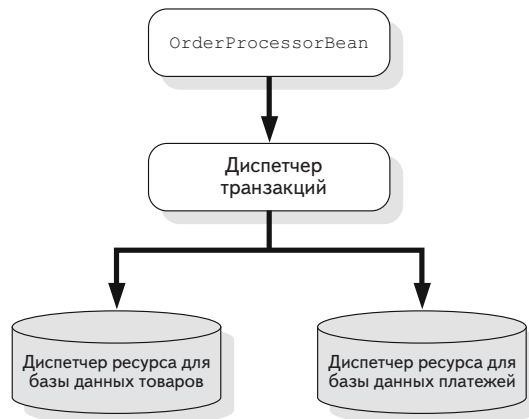 OrderProcessorBean
Диспетчер
транзакций
Диспетчер ресурса для
базы данных товаров
Диспетчер ресурса для
базы данных платежей